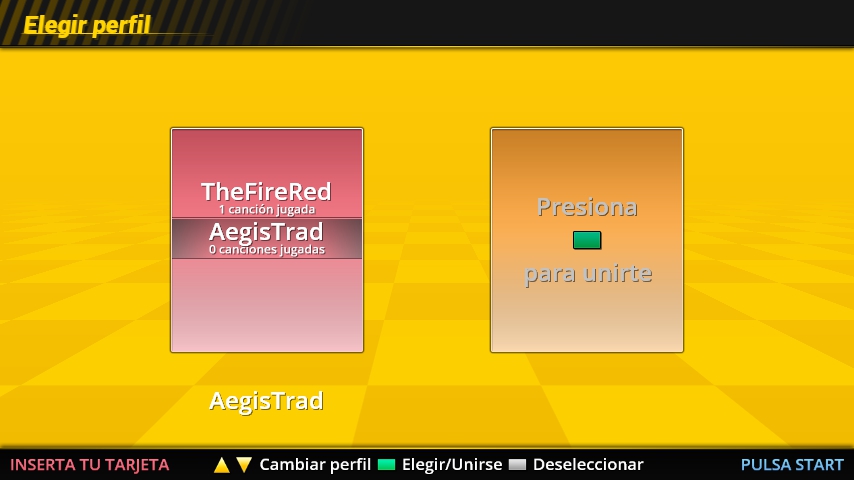 Elegir perfil
TheFireRed
1 canción jugada
AegisTrad
0 canciones jugadas
Presiona
para unirte
AegisTrad
INSERTA TU TARJETA Cambiar perfil Elegir/Unirse Deseleccionar PULSA START